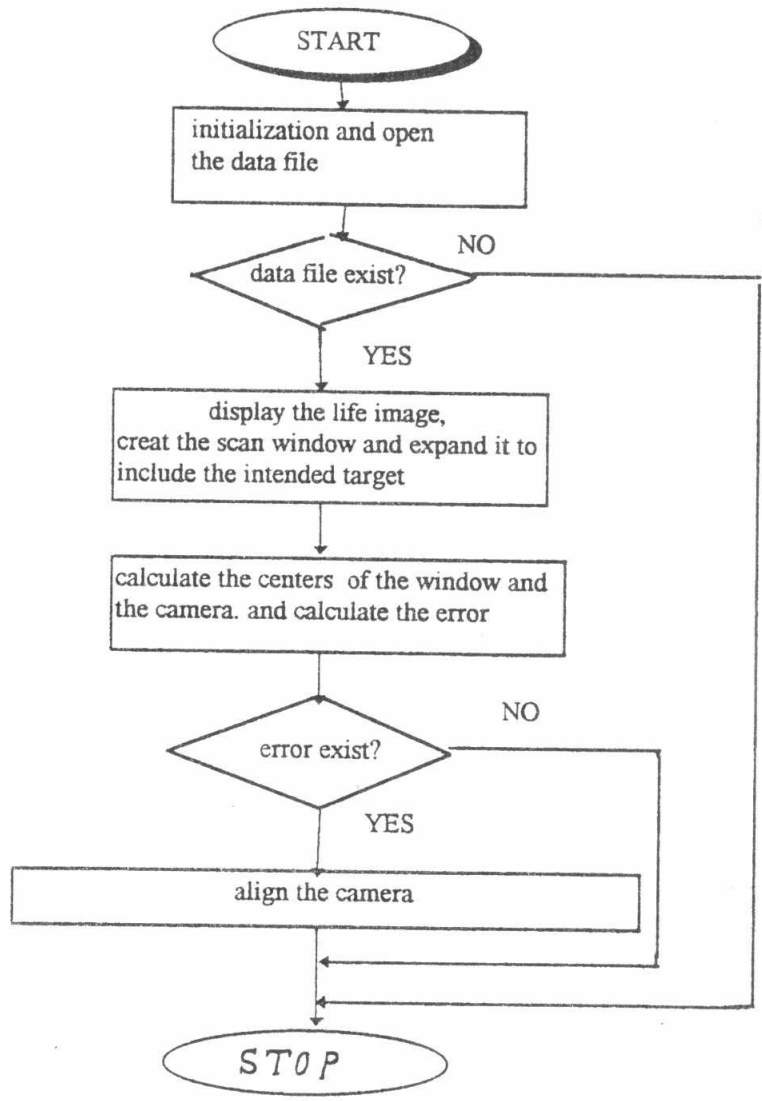 START
initialization and open
the data file
NO
data file exist?
YES
display the life image,
creat the scan window and expand it to
include the intended target
calculate the centers of the window and
the camera. and calculate the error
NO
error exist?
YES
align the camera
STOP